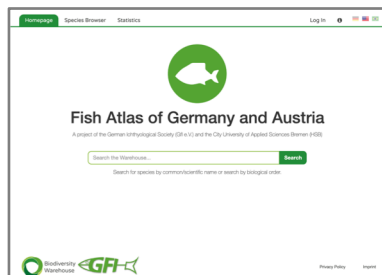 Homepage Species Browser Statistics Log In
Fish Atlas of Germany and Austria
A project of the German Ichthyological Society (GfI e.V.) and the City University of Applied Sciences Bremen (HSB)
Search the Warehouse... Search
Search for species by common/scientific name or search by biological order.
Biodiversity
Warehouse
GFI
Privacy Policy Imprint